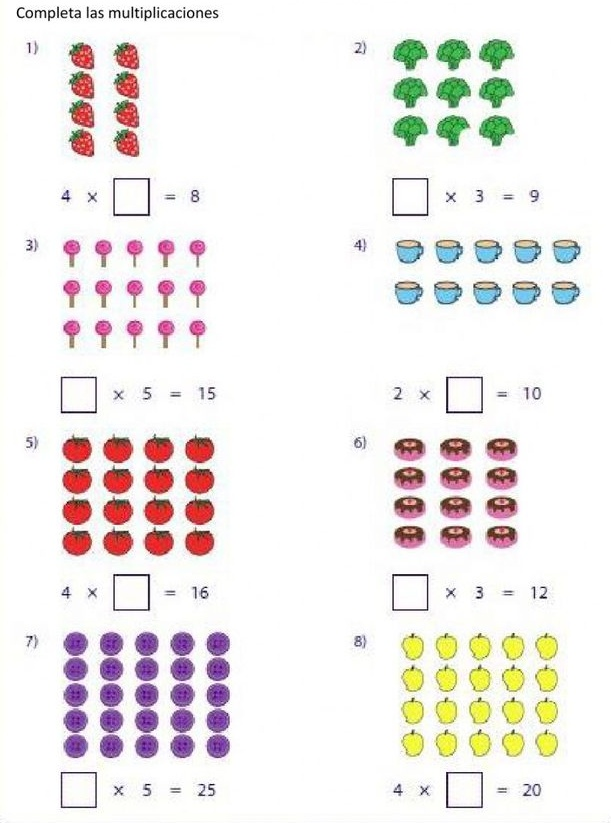 Completa las multiplicaciones
1)
2)
4 × = 8
× 3 = 9
3)
4)
× 5 = 15
2 × = 10
5)
6)
4 × = 16
× 3 = 12
7)
8)
× 5 = 25
4 × = 20